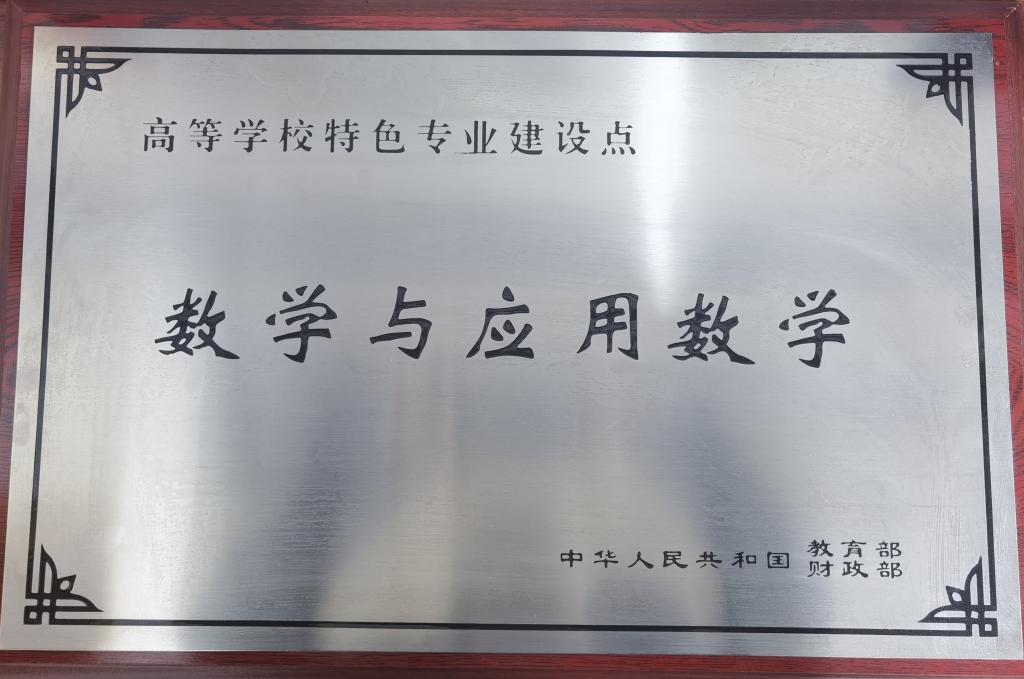 高等学校特色专业建设点
数学与应用数学
中华人民共和国 教育部
财政部